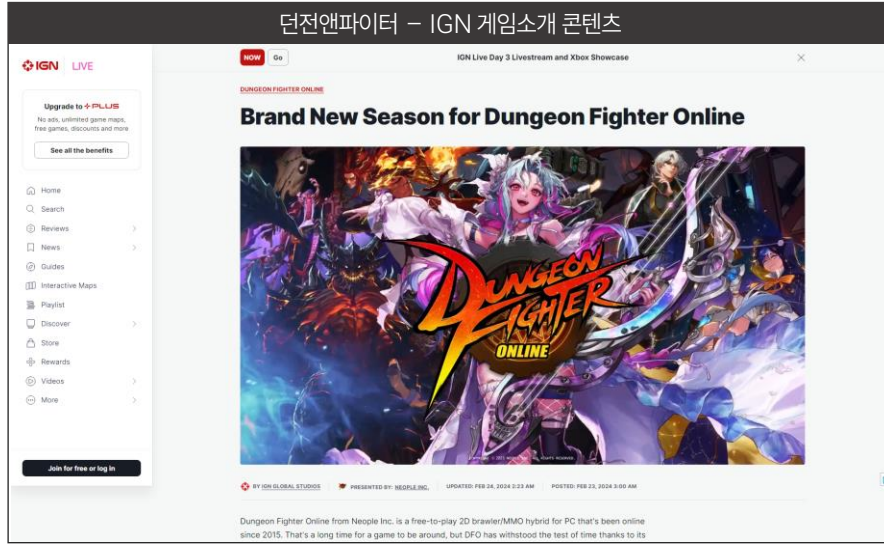 던전앤파이터 – IGN 게임소개 콘텐츠
IGN LIVE
NOW Go IGN Live Day 3 Livestream and Xbox Showcase
Upgrade to PLUS
No ads, unlimited game maps,
free games, discounts and more
See all the benefits
Home
Search
Reviews
News
Guides
Interactive Maps
Playlist
Discover
Store
Rewards
Videos
More
Join for free or log in
DUNGEON FIGHTER ONLINE
Brand New Season for Dungeon Fighter Online
DUNGEON
FIGHTER
ONLINE
BY IGN GLOBAL STUDIOS PRESENTED BY: NEOPLE INC. UPDATED: FEB 24, 2024 2:23 AM POSTED: FEB 23, 2024 3:00 AM
Dungeon Fighter Online from Neople Inc. is a free-to-play 2D brawler/MMO hybrid for PC that's been online
since 2015. That's a long time for a game to be around, but DFO has withstood the test of time thanks to its